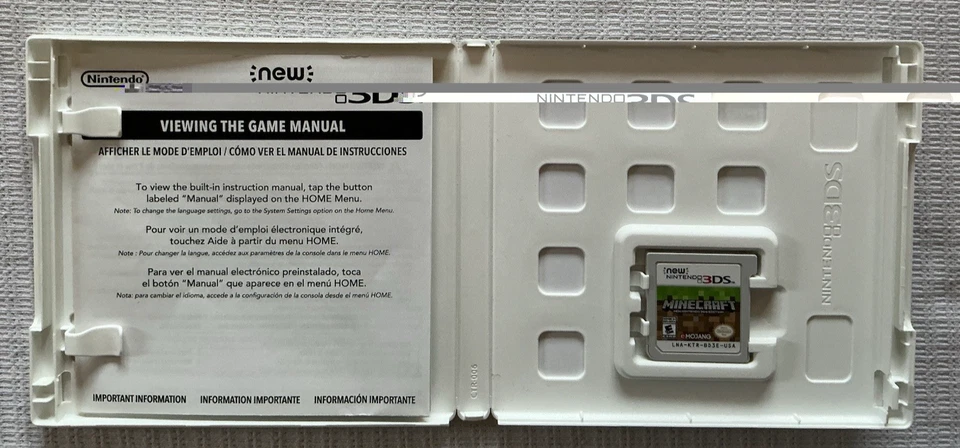 Nintendo
new
3DS
VIEWING THE GAME MANUAL
AFFICHER LE MODE D'EMPLOI / CÓMO VER EL MANUAL DE INSTRUCCIONES
To view the built-in instruction manual, tap the button
labeled "Manual" displayed on the HOME Menu.
Note: To change the language settings, go to the System Settings option on the Home Menu.
Pour voir un mode d'emploi électronique intégré,
touchez Aide à partir du menu HOME.
Note : Pour changer la langue, accédez aux paramètres de la console dans le menu HOME.
Para ver el manual electrónico preinstalado, toca
el botón "Manual" que aparece en el menú HOME.
Nota: para cambiar el idioma, accede a la configuración de la consola desde el menú HOME.
IMPORTANT INFORMATION INFORMATION IMPORTANTE INFORMACIÓN IMPORTANTE
CTR-006
NINTENDO 3DS
NINTENDO 3DS
new
NINTENDO 3DS
MINECRAFT
E
MOJANG
LNA-KTR-BD3E-USA